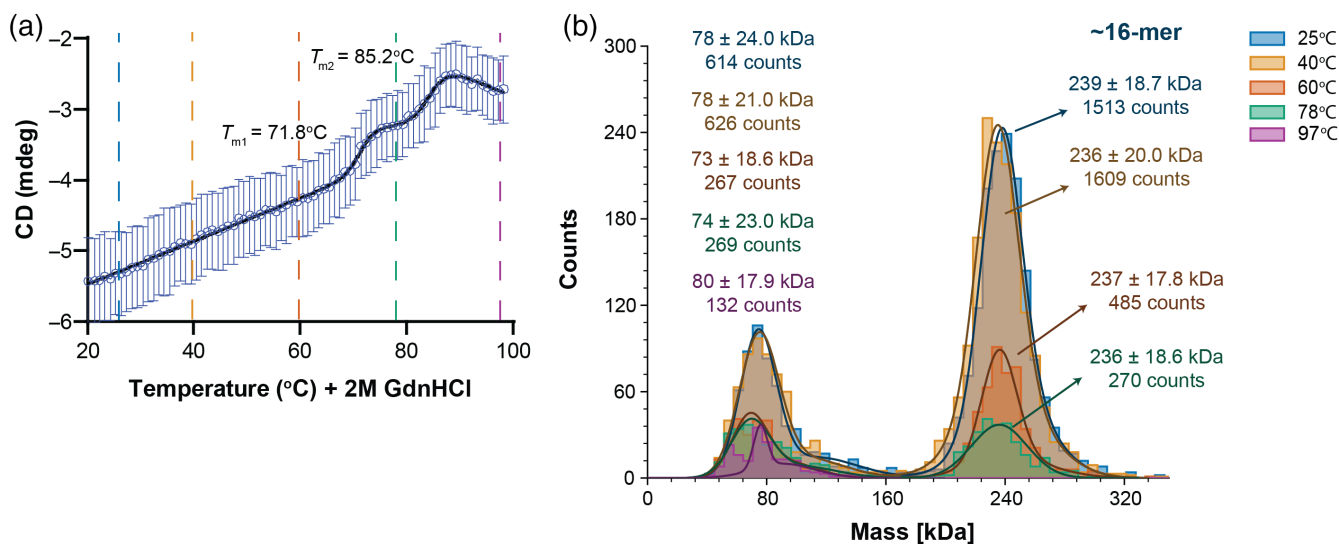 (a)
–2
–3
–4
–5
–6
CD (mdeg)
Tm1 = 71.8°C
Tm2 = 85.2°C
20
40
60
80
100
Temperature (°C) + 2M GdnHCl
(b)
300
240
180
120
60
0
Counts
78 ± 24.0 kDa
614 counts
78 ± 21.0 kDa
626 counts
73 ± 18.6 kDa
267 counts
74 ± 23.0 kDa
269 counts
80 ± 17.9 kDa
132 counts
~16-mer
239 ± 18.7 kDa
1513 counts
236 ± 20.0 kDa
1609 counts
237 ± 17.8 kDa
485 counts
236 ± 18.6 kDa
270 counts
0
80
160
240
320
Mass [kDa]
25°C
40°C
60°C
78°C
97°C